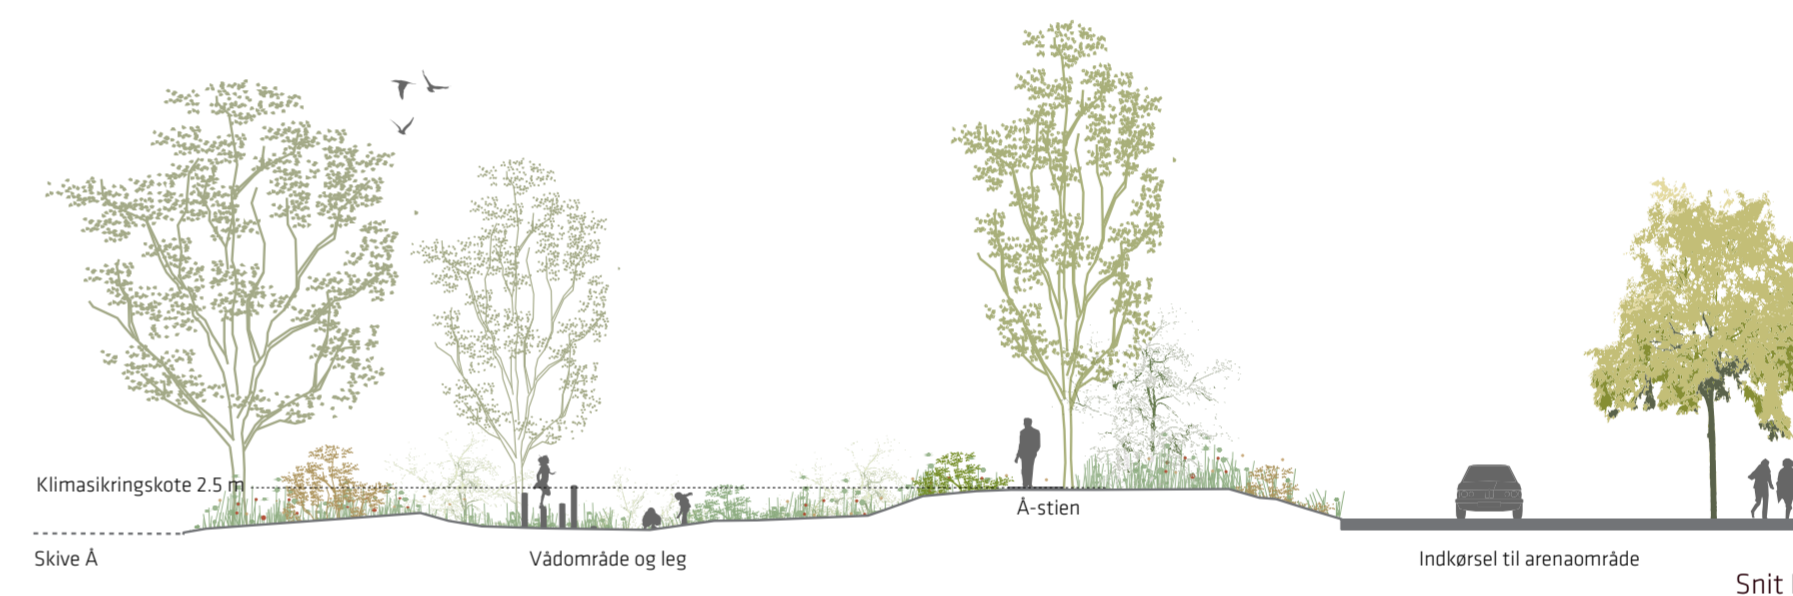 Klimasikringskote 2.5 m
Å-stien
Skive Å
Vådområde og leg
Indkørsel til arenaområde
Snit